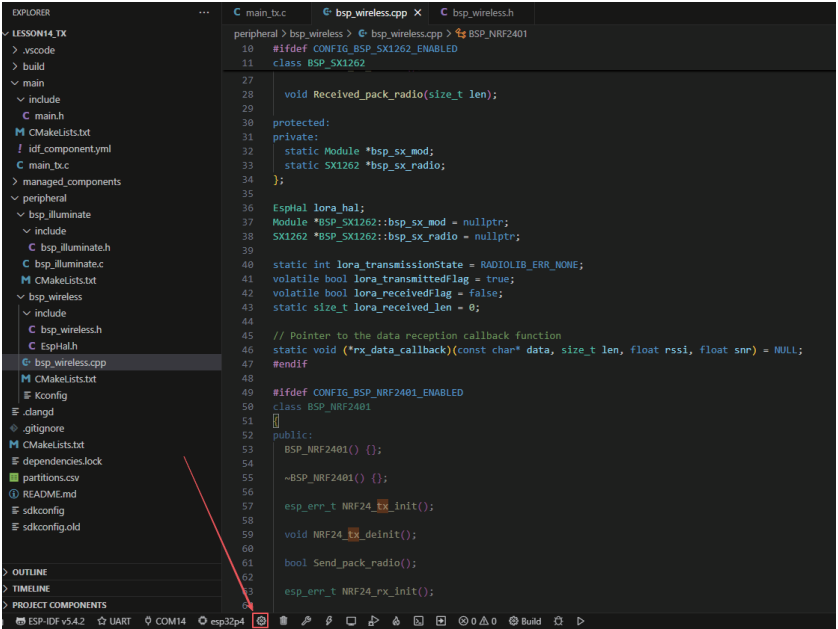 EXPLORER
LESSON14_TX
.vscode
build
main
include
C main.h
M CMakeLists.txt
! idf_component.yml
C main_tx.c
managed_components
peripheral
bsp_illuminate
include
C bsp_illuminate.h
C bsp_illuminate.c
M CMakeLists.txt
bsp_wireless
include
C bsp_wireless.h
C EspHal.h
bsp_wireless.cpp
M CMakeLists.txt
Kconfig
.clangd
.gitignore
M CMakeLists.txt
dependencies.lock
partitions.csv
README.md
sdkconfig
sdkconfig.old
OUTLINE
TIMELINE
PROJECT COMPONENTS
C main_tx.c bsp_wireless.cpp C bsp_wireless.h
peripheral > bsp_wireless > bsp_wireless.cpp > BSP_NRF2401
10 #ifdef CONFIG_BSP_SX1262_ENABLED
11 class BSP_SX1262
27
28 void Received_pack_radio(size_t len);
29
30 protected:
31 private:
32 static Module *bsp_sx_mod;
33 static SX1262 *bsp_sx_radio;
34 };
35
36 EspHal lora_hal;
37 Module *BSP_SX1262::bsp_sx_mod = nullptr;
38 SX1262 *BSP_SX1262::bsp_sx_radio = nullptr;
39
40 static int lora_transmissionState = RADIOLIB_ERR_NONE;
41 volatile bool lora_transmittedFlag = true;
42 volatile bool lora_receivedFlag = false;
43 static size_t lora_received_len = 0;
44
45 // Pointer to the data reception callback function
46 static void (*rx_data_callback)(const char* data, size_t len, float rssi, float snr) = NULL;
47 #endif
48
49 #ifdef CONFIG_BSP_NRF2401_ENABLED
50 class BSP_NRF2401
51 {
52 public:
53 BSP_NRF2401() {};
54
55 ~BSP_NRF2401() {};
56
57 esp_err_t NRF24_tx_init();
58
59 void NRF24_tx_deinit();
60
61 bool Send_pack_radio();
62
63 esp_err_t NRF24_rx_init();
ESP-IDF v5.4.2 UART COM14 esp32p4 0 0 Build